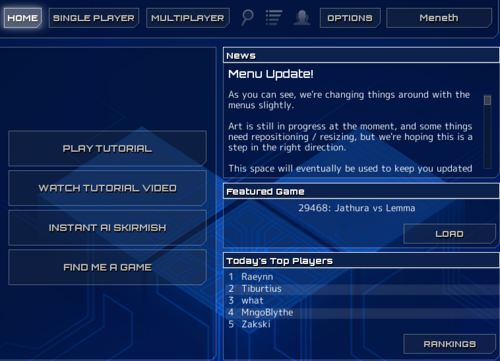 HOME SINGLE PLAYER MULTIPLAYER OPTIONS Meneth
PLAY TUTORIAL
WATCH TUTORIAL VIDEO
INSTANT AI SKIRMISH
FIND ME A GAME
News
Menu Update!
As you can see, we're changing things around with the
menus slightly.
Art is still in progress at the moment, and some things
need repositioning / resizing, but we're hoping this is a
step in the right direction.
This space will eventually be used to keep you updated
Featured Game
29468: Jathura vs Lemma
LOAD
Today's Top Players
1 Raeynn
2 Tiburtius
3 what
4 MngoBlythe
5 Zakski
RANKINGS